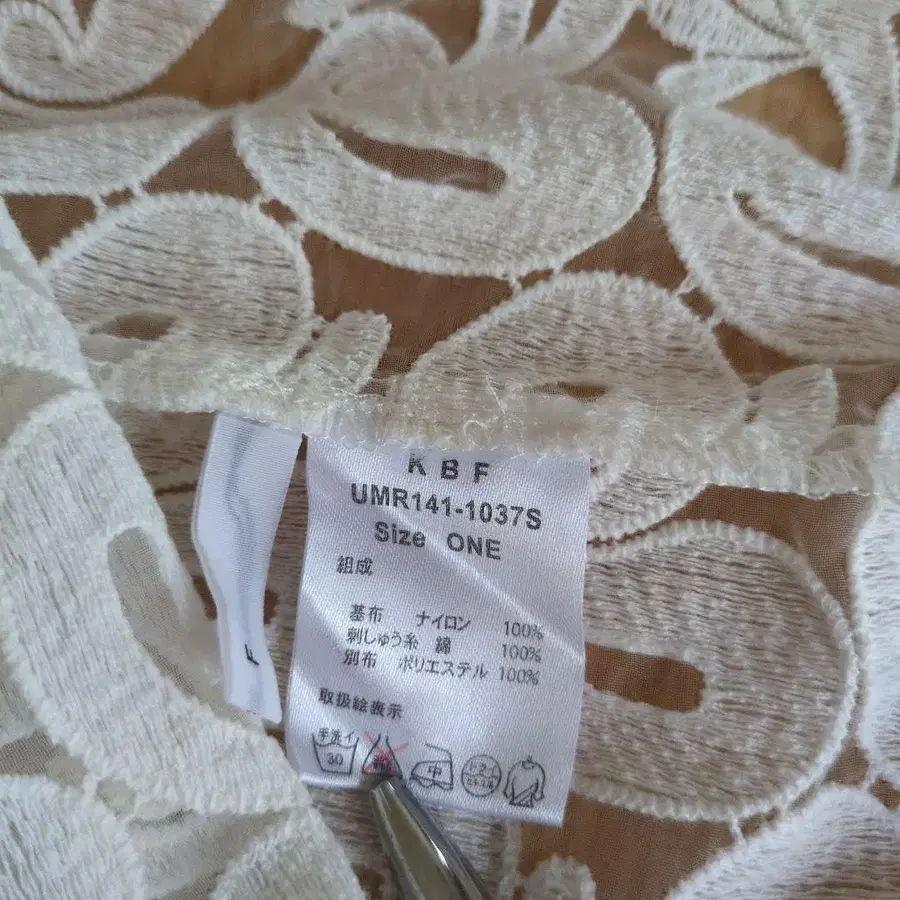 KBF
UMR141-1037S
Size ONE
組成
基布 ナイロン 100%
刺しゅう糸 綿 100%
別布 ポリエステル 100%
取扱絵表示
手洗イ
30
中
F